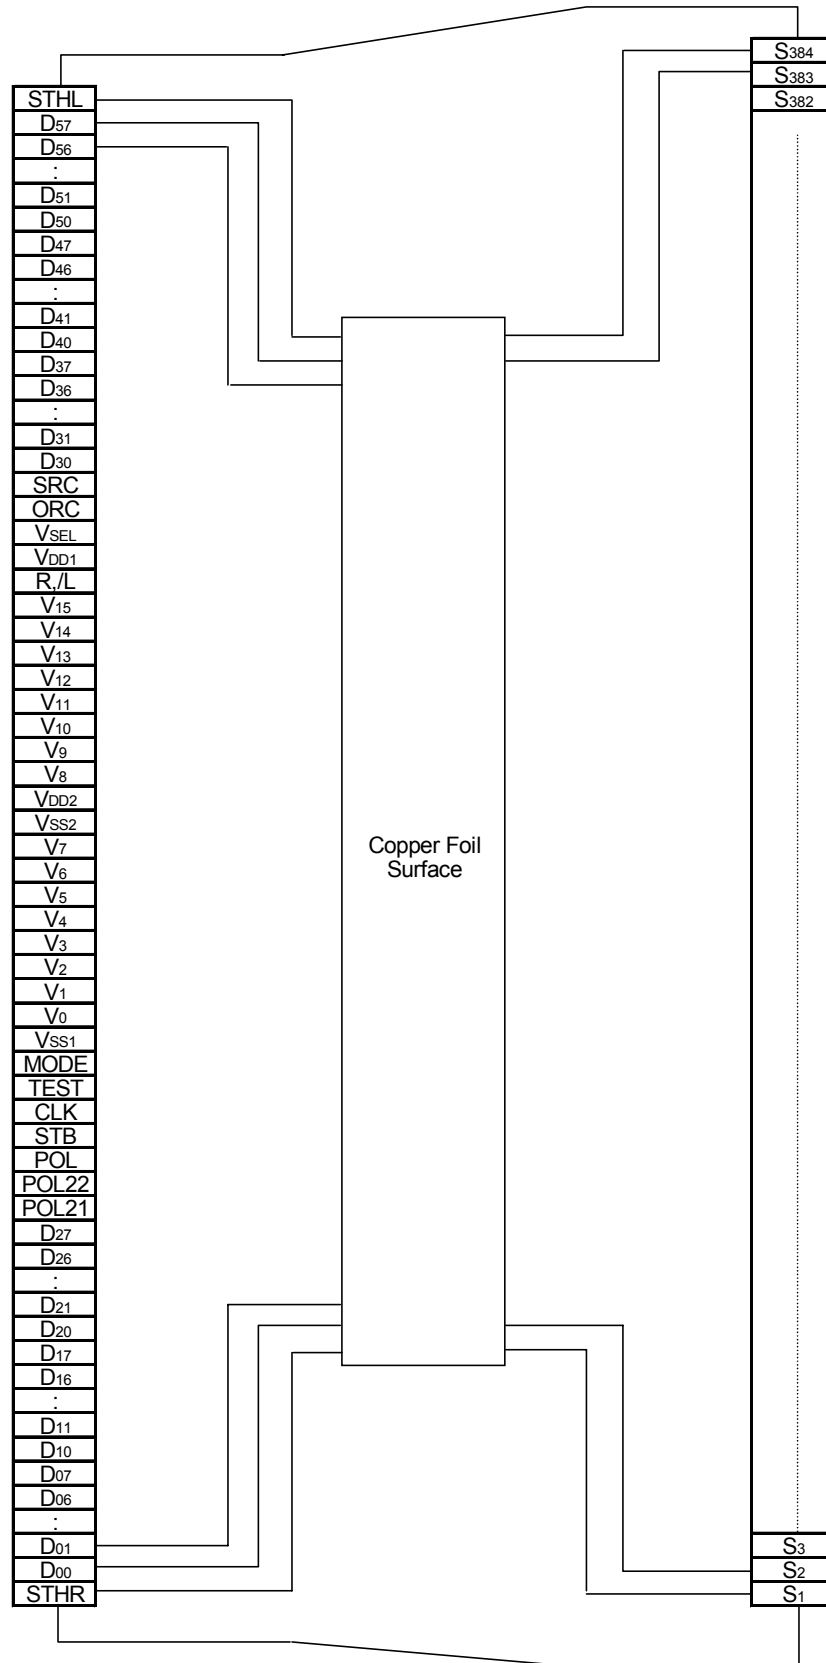 STHL
D57
D56
:
D51
D50
D47
D46
:
D41
D40
D37
D36
:
D31
D30
SRC
ORC
VSEL
VDD1
R,/L
V15
V14
V13
V12
V11
V10
V9
V8
VDD2
VSS2
V7
V6
V5
V4
V3
V2
V1
V0
VSS1
MODE
TEST
CLK
STB
POL
POL22
POL21
D27
D26
:
D21
D20
D17
D16
:
D11
D10
D07
D06
:
D01
D00
STHR
Copper Foil
Surface
S384
S383
S382
S3
S2
S1